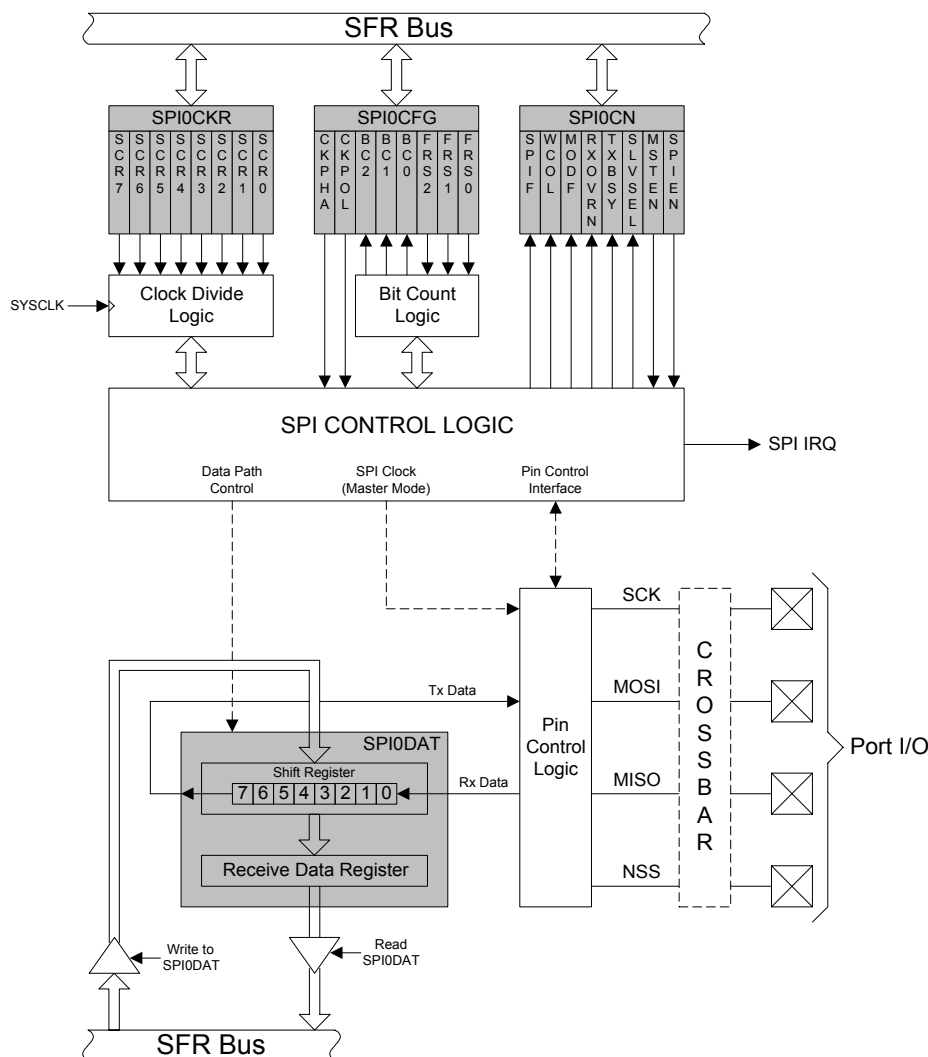 SFR Bus
SPI0CKR
SCR7
SCR6
SCR5
SCR4
SCR3
SCR2
SCR1
SCR0
SPI0CFG
CKPHA
CKPOL
BC2
BC1
BC0
FRS2
FRS1
FRS0
SPI0CN
SPIF
WCOL
MODF
RXOVRN
TXBSY
SLVSEL
MSTEN
SPIEN
SYSCLK
Clock Divide
Logic
Bit Count
Logic
SPI CONTROL LOGIC
SPI IRQ
Data Path
Control
SPI Clock
(Master Mode)
Pin Control
Interface
SCK
MOSI
MISO
NSS
Pin
Control
Logic
CROSSBAR
Port I/O
Tx Data
SPI0DAT
Shift Register
7 6 5 4 3 2 1 0
Rx Data
Receive Data Register
Write to
SPI0DAT
Read
SPI0DAT
SFR Bus